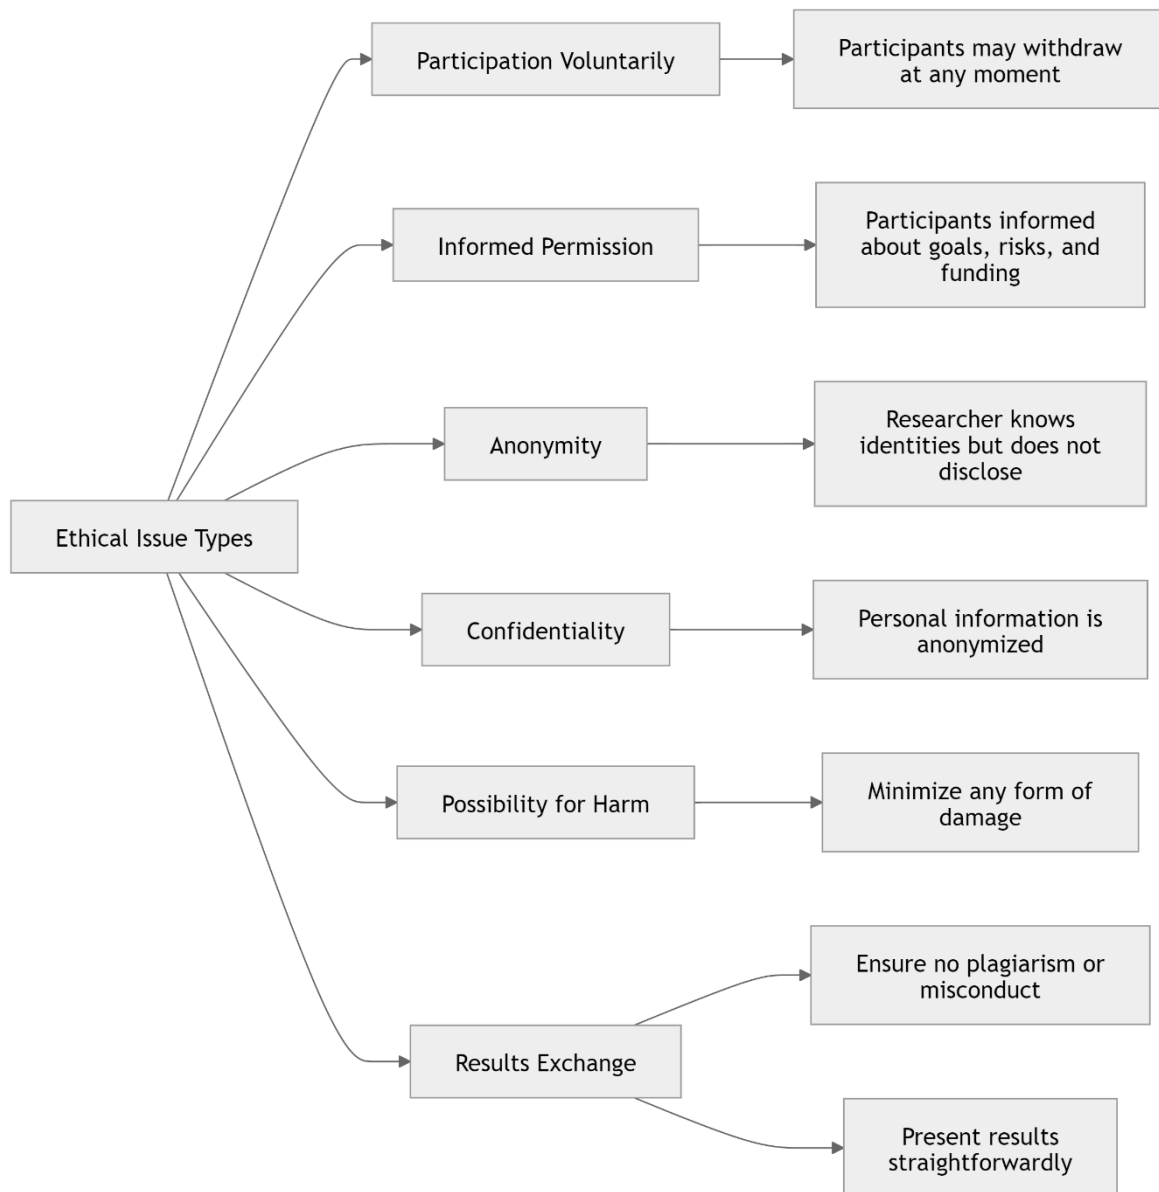 Participation Voluntarily
Participants may withdraw
at any moment
Informed Permission
Participants informed
about goals, risks, and
funding
Anonymity
Researcher knows
identities but does not
disclose
Ethical Issue Types
Confidentiality
Personal information is
anonymized
Possibility for Harm
Minimize any form of
damage
Results Exchange
Ensure no plagiarism or
misconduct
Present results
straightforwardly